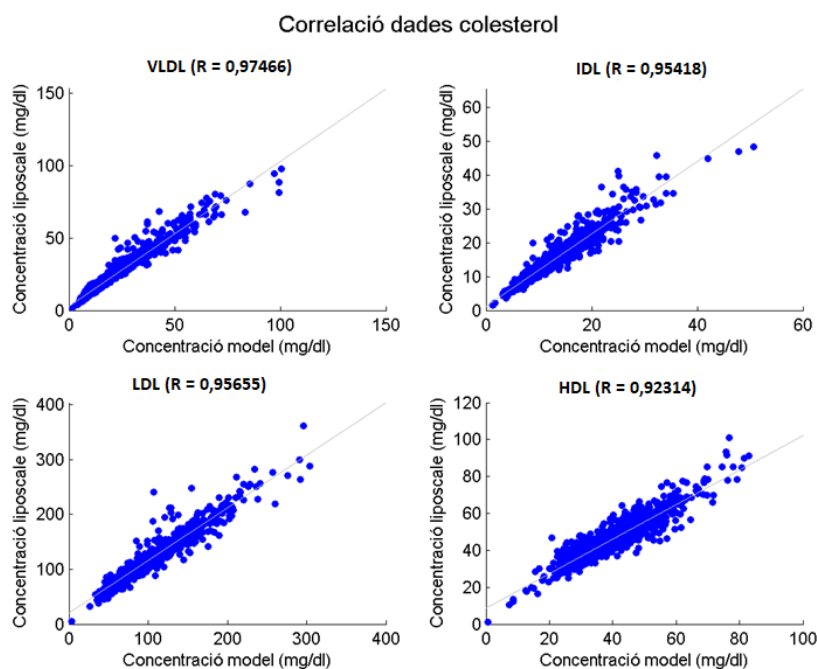 Correlació dades colesterol
VLDL (R = 0,97466)
IDL (R = 0,95418)
Concentració liposcale (mg/dl)
150
100
50
0
0 50 100 150
Concentració model (mg/dl)
Concentració liposcale (mg/dl)
60
50
40
30
20
10
0
0 20 40 60
Concentració model (mg/dl)
LDL (R = 0,95655)
HDL (R = 0,92314)
Concentració liposcale (mg/dl)
400
300
200
100
0
0 100 200 300 400
Concentració model (mg/dl)
Concentració liposcale (mg/dl)
120
100
80
60
40
20
0
0 20 40 60 80 100
Concentració model (mg/dl)